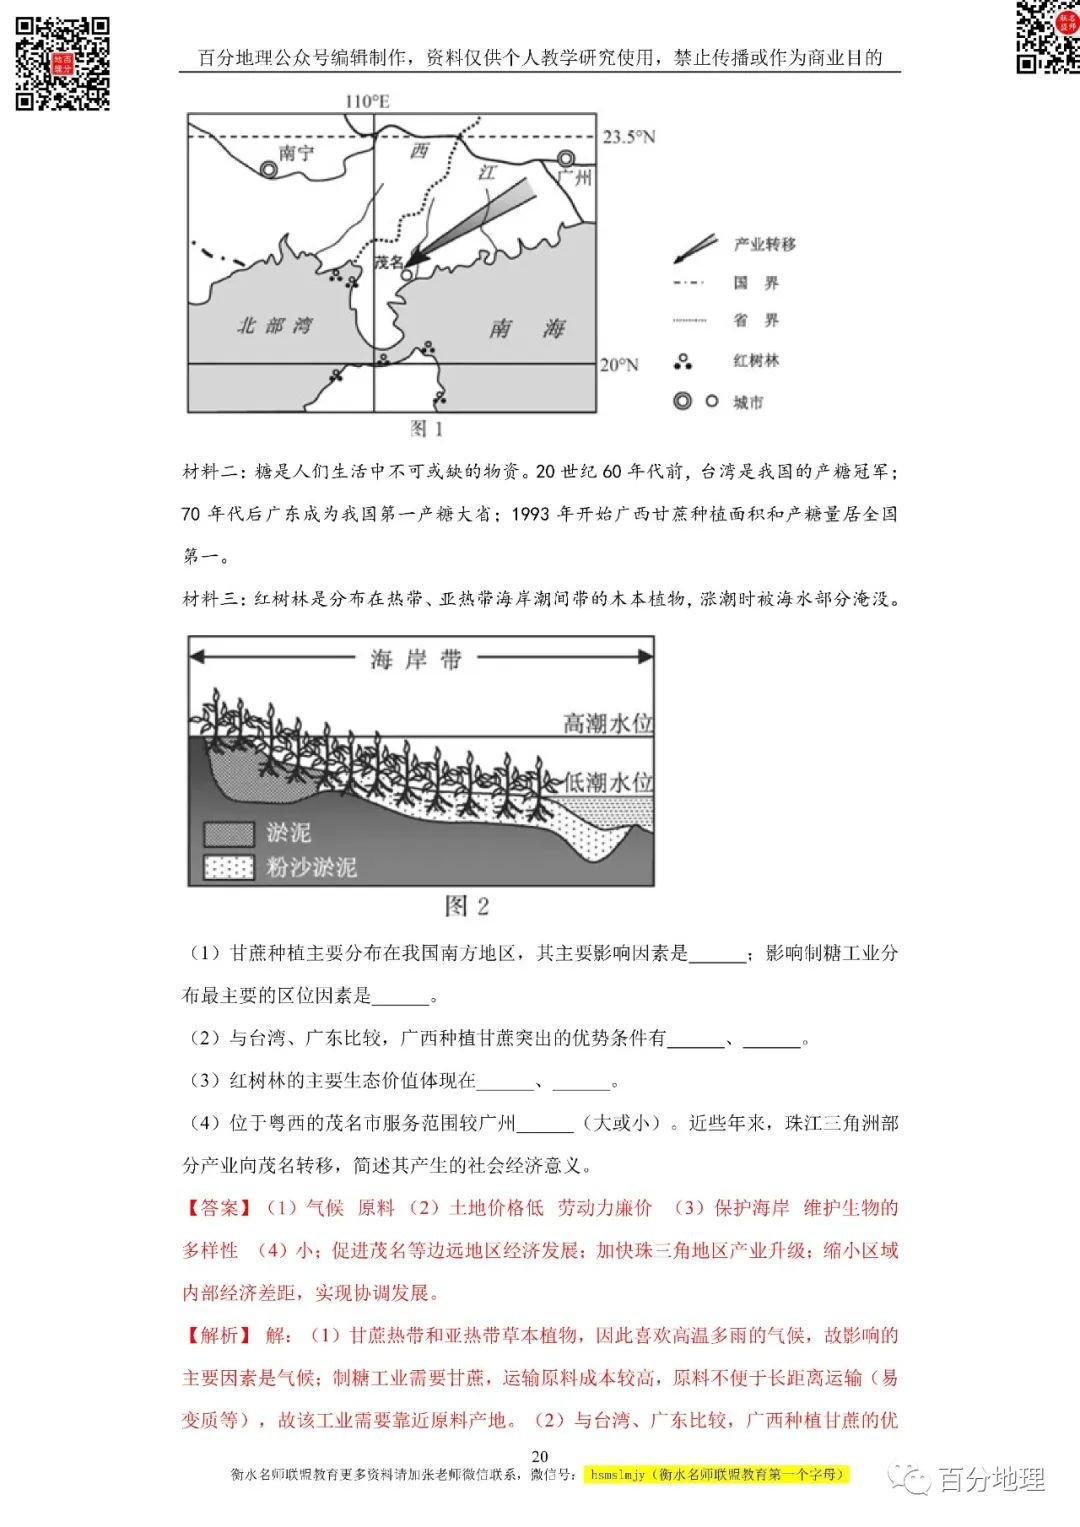 地百
理分
联名
盟师
百分地理公众号编辑制作，资料仅供个人教学研究使用，禁止传播或作为商业目的
110°E
23.5°N
南宁
西
江
广州
茂名
北部湾
南 海
20°N
产业转移
国 界
省 界
红树林
城市
图 1
材料二：糖是人们生活中不可或缺的物资。20 世纪 60 年代前，台湾是我国的产糖冠军；
70 年代后广东成为我国第一产糖大省；1993 年开始广西甘蔗种植面积和产糖量居全国
第一。
材料三：红树林是分布在热带、亚热带海岸潮间带的木本植物，涨潮时被海水部分淹没。
海 岸 带
高潮水位
低潮水位
淤泥
粉沙淤泥
图 2
（1）甘蔗种植主要分布在我国南方地区，其主要影响因素是______；影响制糖工业分
布最主要的区位因素是______。
（2）与台湾、广东比较，广西种植甘蔗突出的优势条件有______、______。
（3）红树林的主要生态价值体现在______、______。
（4）位于粤西的茂名市服务范围较广州______（大或小）。近些年来，珠江三角洲部
分产业向茂名转移，简述其产生的社会经济意义。
【答案】（1）气候 原料 （2）土地价格低 劳动力廉价 （3）保护海岸 维护生物的
多样性 （4）小；促进茂名等边远地区经济发展；加快珠三角地区产业升级；缩小区域
内部经济差距，实现协调发展。
【解析】 解：（1）甘蔗热带和亚热带草本植物，因此喜欢高温多雨的气候，故影响的
主要因素是气候；制糖工业需要甘蔗，运输原料成本较高，原料不便于长距离运输（易
变质等），故该工业需要靠近原料产地。（2）与台湾、广东比较，广西种植甘蔗的优
20
衡水名师联盟教育更多资料请加张老师微信联系，微信号： hsmslmjy（衡水名师联盟教育第一个字母）
百分地理